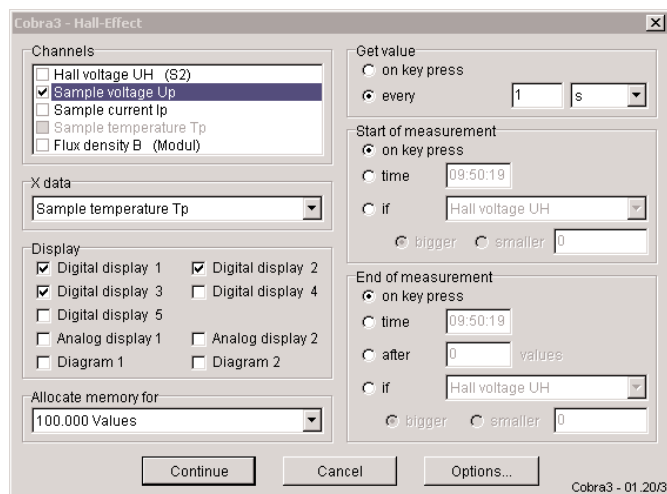 Cobra3 - Hall-Effect
Channels
Hall voltage UH (S2)
Sample voltage Up
Sample current Ip
Sample temperature Tp
Flux density B (Modul)
X data
Sample temperature Tp
Display
Digital display 1 Digital display 2
Digital display 3 Digital display 4
Digital display 5
Analog display 1 Analog display 2
Diagram 1 Diagram 2
Allocate memory for
100.000 Values
Get value
on key press
every 1 s
Start of measurement
on key press
time 09:50:19
if Hall voltage UH
bigger smaller 0
End of measurement
on key press
time 09:50:19
after 0 values
if Hall voltage UH
bigger smaller 0
Continue Cancel Options...
Cobra3 - 01.20/3